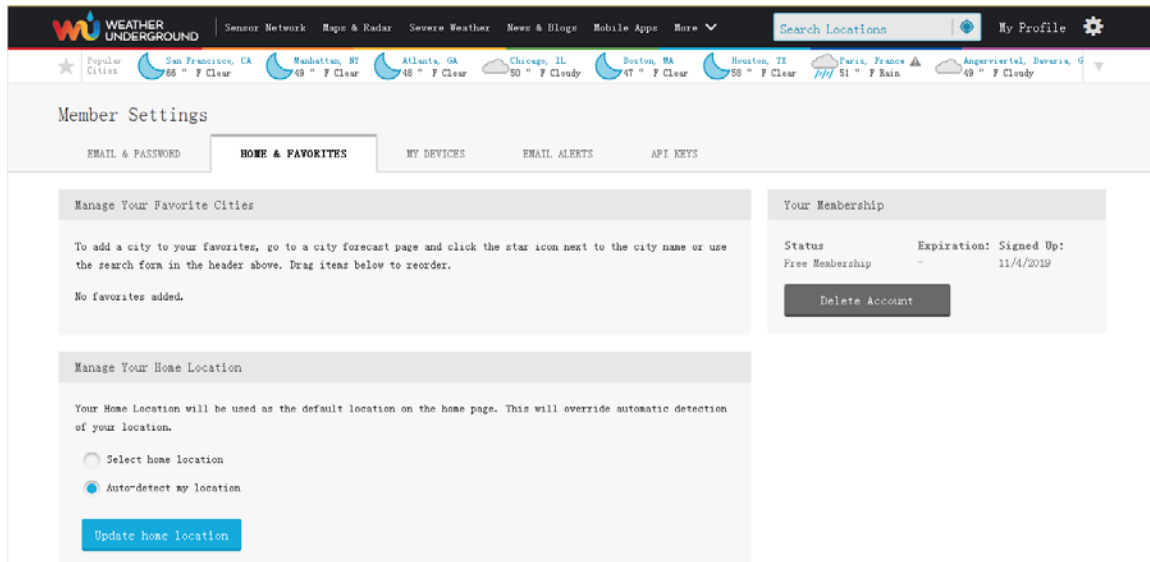 WEATHER UNDERGROUND
Sensor Network Maps & Radar Severe Weather News & Blogs Mobile Apps More Search Locations My Profile
Popular Cities
San Francisco, CA
66 ° F Clear
Manhattan, NY
49 ° F Clear
Atlanta, GA
48 ° F Clear
Chicago, IL
50 ° F Cloudy
Boston, MA
47 ° F Clear
Houston, TX
58 ° F Clear
Paris, France
51 ° F Rain
Angerviertel, Bavaria, G
49 ° F Cloudy
Member Settings
EMAIL & PASSWORD HOME & FAVORITES MY DEVICES EMAIL ALERTS API KEYS
Manage Your Favorite Cities
To add a city to your favorites, go to a city forecast page and click the star icon next to the city name or use
the search form in the header above. Drag items below to reorder.
No favorites added.
Your Membership
Status Expiration: Signed Up:
Free Membership - 11/4/2019
Delete Account
Manage Your Home Location
Your Home Location will be used as the default location on the home page. This will override automatic detection
of your location.
Select home location
Auto-detect my location
Update home location